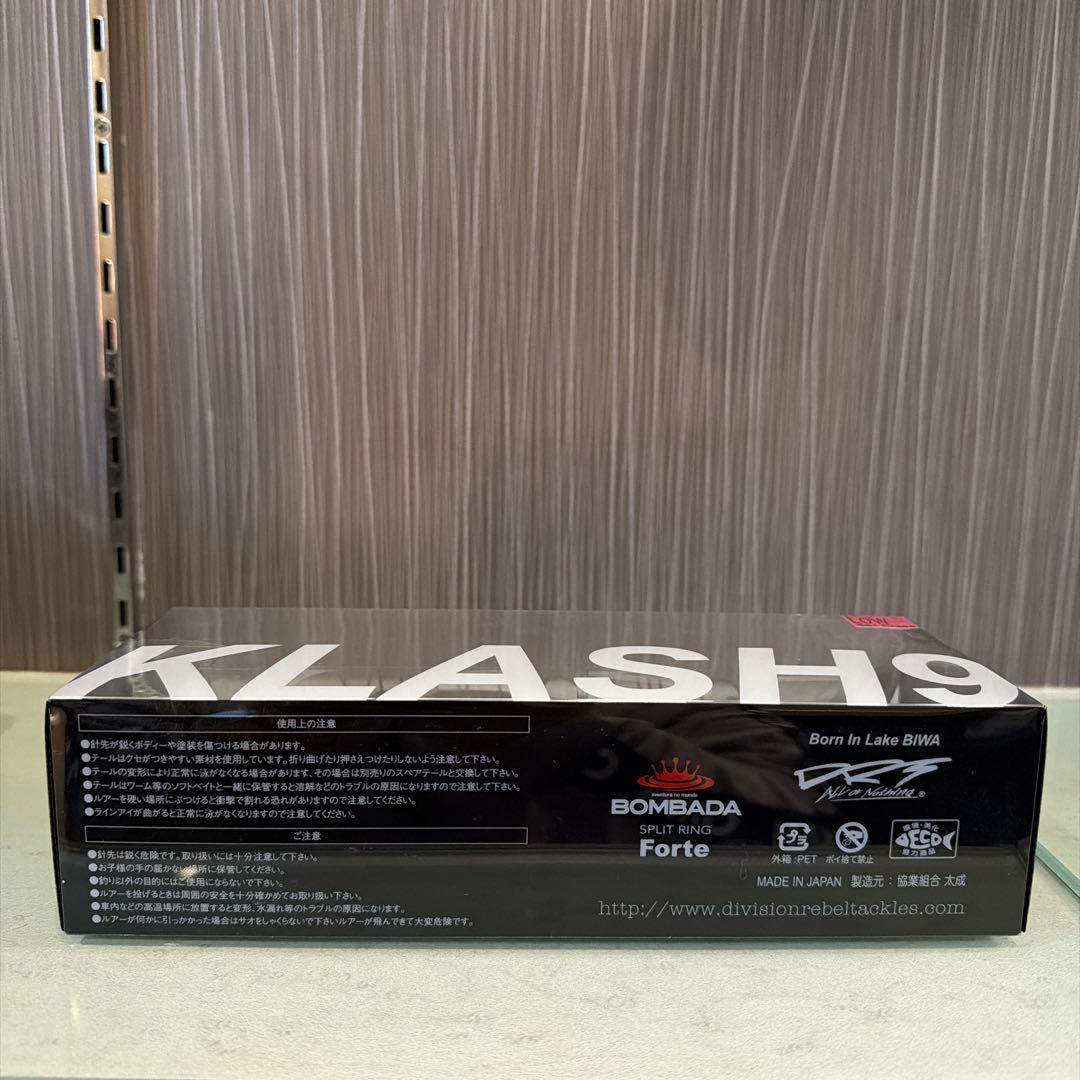 LOW
KLASH9
使用上の注意
●針先が鋭くボディーや塗装を傷つける場合があります。
●テールはクセがつきやすい素材を使用しています。折り曲げたり押さえつけたりしないよう注意して下さい。
●テールの変形により正常に泳がなくなる場合があります、その場合は別売りのスペアテールと交換して下さい。
●テールはワーム等のソフトベイトと一緒に保管すると溶解などのトラブルの原因になりますので注意して下さい。
●ルアーを硬い場所にぶつけると衝撃で割れる恐れがありますので注意してください。
●ラインアイが曲がると正常に泳がなくなりますので注意してください。
ご注意
●針先は鋭く危険です。取り扱いには十分注意して下さい。
●お子様の手の届かない場所に保管してください。
●釣り以外の目的にはご使用にならないで下さい。
●ルアーを投げるときは周囲の安全を十分確かめてお取り扱い下さい。
●車内などの高温場所に放置すると変形、水漏れ等のトラブルの原因になります。
●ルアーが何かに引っかかった場合はサオをしゃくらないで下さいルアーが飛んできて大変危険です。
aventura no mundo
BOMBADA
SPLIT RING
Forte
Born In Lake BIWA
DRT
All or Nothing ®
プラ
外箱:PET
ポイ捨て禁止
環境・美化
ECO
協力商品
MADE IN JAPAN 製造元:協業組合 太成
http://www.divisionrebeltackles.com